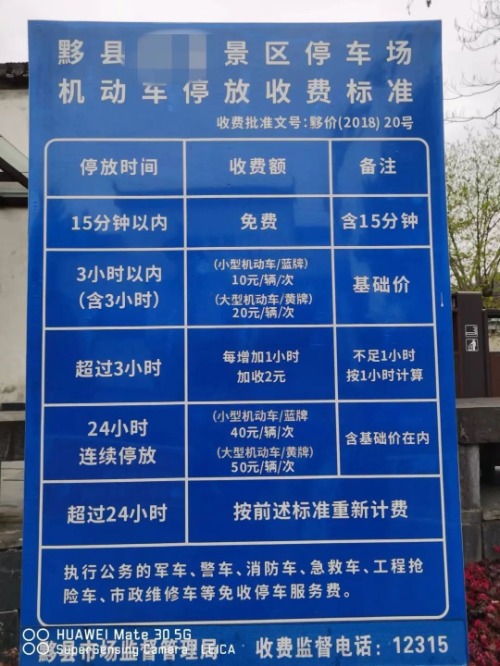 黟县 景区停车场
机动车停放收费标准
收费批准文号:黟价(2018)20号
停放时间 收费额 备注
15分钟以内 免费 含15分钟
3小时以内
(含3小时)
(小型机动车/蓝牌)
10元/辆/次
(大型机动车/黄牌)
20元/辆/次
基础价
超过3小时
每增加1小时
加收2元
不足1小时
按1小时计算
24小时
连续停放
(小型机动车/蓝牌
40元/辆/次
(大型机动车/黄牌)
50元/辆/次
含基础价在内
超过24小时 按前述标准重新计费
执行公务的军车、警车、消防车、急救车、工程抢
险车、市政维修车等免收停车服务费。
黟县市场监督管理局 收费监督电话:12315
HUAWEI Mate 30 5G
SuperSensing Camera | LEICA